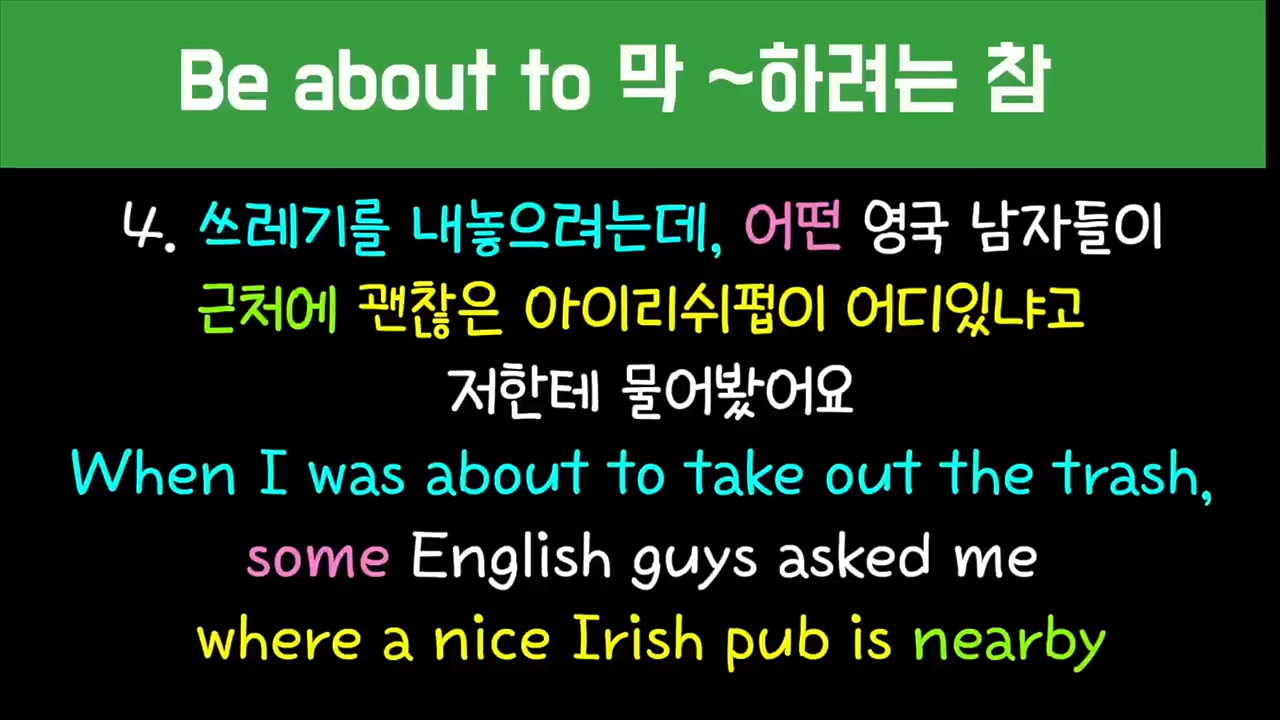 Be about to 막 ~하려는 참
4. 쓰레기를 내놓으려는데, 어떤 영국 남자들이
근처에 괜찮은 아이리쉬펍이 어디있냐고
저한테 물어봤어요
When I was about to take out the trash,
some English guys asked me
where a nice Irish pub is nearby